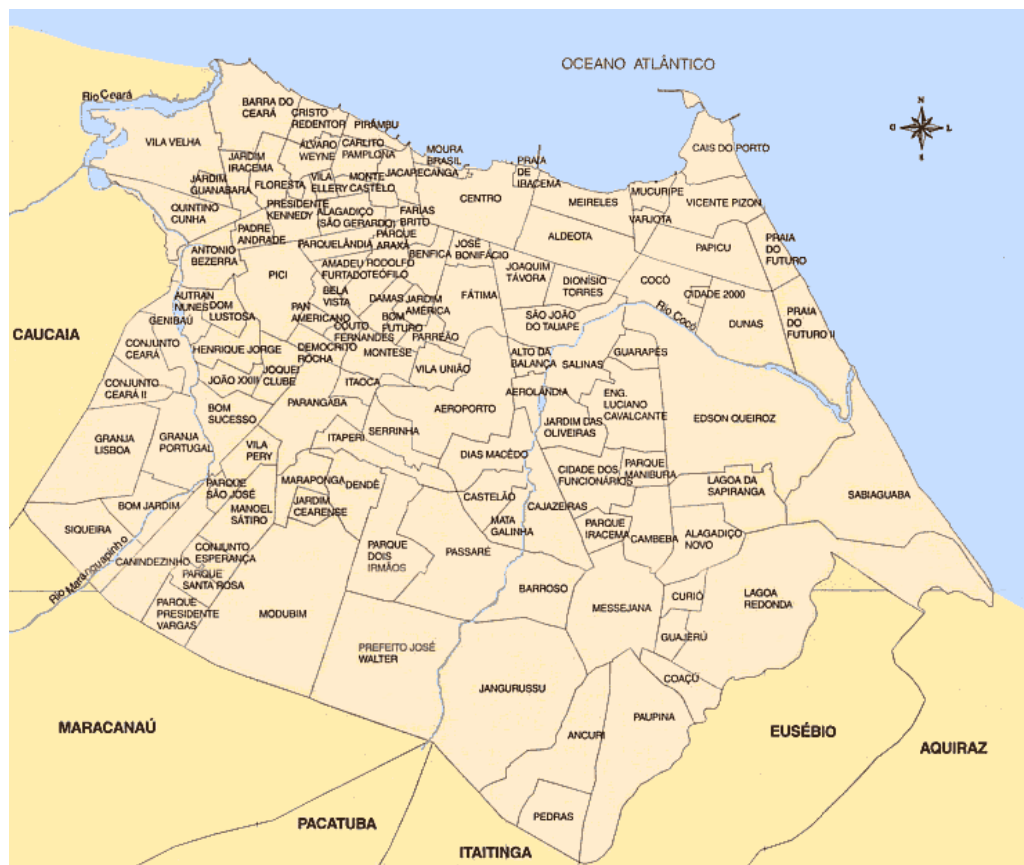 OCEANO ATLÂNTICO
Rio Ceará
N
O
L
S
BARRA DO
CEARÁ
CRISTO
REDENTOR
PIRAMBU
VILA VELHA
ÁLVARO
WEYNE
CARLITO
PAMPLONA
MOURA
BRASIL
JACARECANGA
PRAIA
DE
IRACEMA
CAIS DO PORTO
JARDIM
IRACEMA
JARDIM
GUANABARA
FLORESTA
VILA
ELLERY
MONTE
CASTELO
CENTRO
MEIRELES
MUCURIPE
VICENTE PIZON
VARJOTA
QUINTINO
CUNHA
PRESIDENTE
KENNEDY
ALAGADIÇO
(SÃO GERARDO)
FARIAS
BRITO
PADRE
ANDRADE
PARQUELÂNDIA
PARQUE
ARAXÁ
BENFICA
JOSÉ
BONIFÁCIO
ALDEOTA
PAPICU
PRAIA
DO
FUTURO
ANTONIO
BEZERRA
PICI
AMADEU
FURTADO
RODOLFO
TEÓFILO
JOAQUIM
TÁVORA
DIONÍSIO
TORRES
COCÓ
CIDADE 2000
BELA
VISTA
DAMAS
JARDIM
AMÉRICA
FÁTIMA
AUTRAN
NUNES
DOM
LUSTOSA
GENIBAÚ
PAN
AMERICANO
COUTO
FERNANDES
BOM
FUTURO
PARREÃO
SÃO JOÃO
DO TAUAPE
Rio Cocó
DUNAS
PRAIA
DO
FUTURO II
CAUCAIA
CONJUNTO
CEARÁ
HENRIQUE JORGE
DEMOCRITO
ROCHA
MONTESE
VILA UNIÃO
ALTO DA
BALANÇA
SALINAS
GUARAPÉS
CONJUNTO
CEARÁ II
JOÃO XXIII
JOQUEI
CLUBE
ITAOCA
AEROLÂNDIA
ENG.
LUCIANO
CAVALCANTE
BOM
SUCESSO
PARANGABA
AEROPORTO
JARDIM DAS
OLIVEIRAS
EDSON QUEIROZ
GRANJA
LISBOA
GRANJA
PORTUGAL
VILA
PERY
ITAPERI
SERRINHA
DIAS MACÊDO
CIDADE DOS
FUNCIONÁRIOS
PARQUE
MANIBURA
LAGOA DA
SAPIRANGA
SABIAGUABA
PARQUE
SÃO JOSÉ
MARAPONGA
DENDÊ
JARDIM
CEARENSE
CASTELÃO
CAJAZEIRAS
BOM JARDIM
MANOEL
SÁTIRO
MATA
GALINHA
PARQUE
IRACEMA
CAMBEBA
ALAGADIÇO
NOVO
SIQUEIRA
CONJUNTO
ESPERANÇA
PARQUE
DOIS
IRMÃOS
PASSARÉ
CANINDEZINHO
PARQUE
SANTA ROSA
Rio Maranguapinho
BARROSO
MESSEJANA
CURIÓ
LAGOA
REDONDA
PARQUE
PRESIDENTE
VARGAS
MODUBIM
GUAJERÚ
PREFEITO JOSÉ
WALTER
COAÇÚ
JANGURUSSU
PAUPINA
ANCURI
MARACANAÚ
EUSÉBIO
AQUIRAZ
PEDRAS
PACATUBA
ITAITINGA